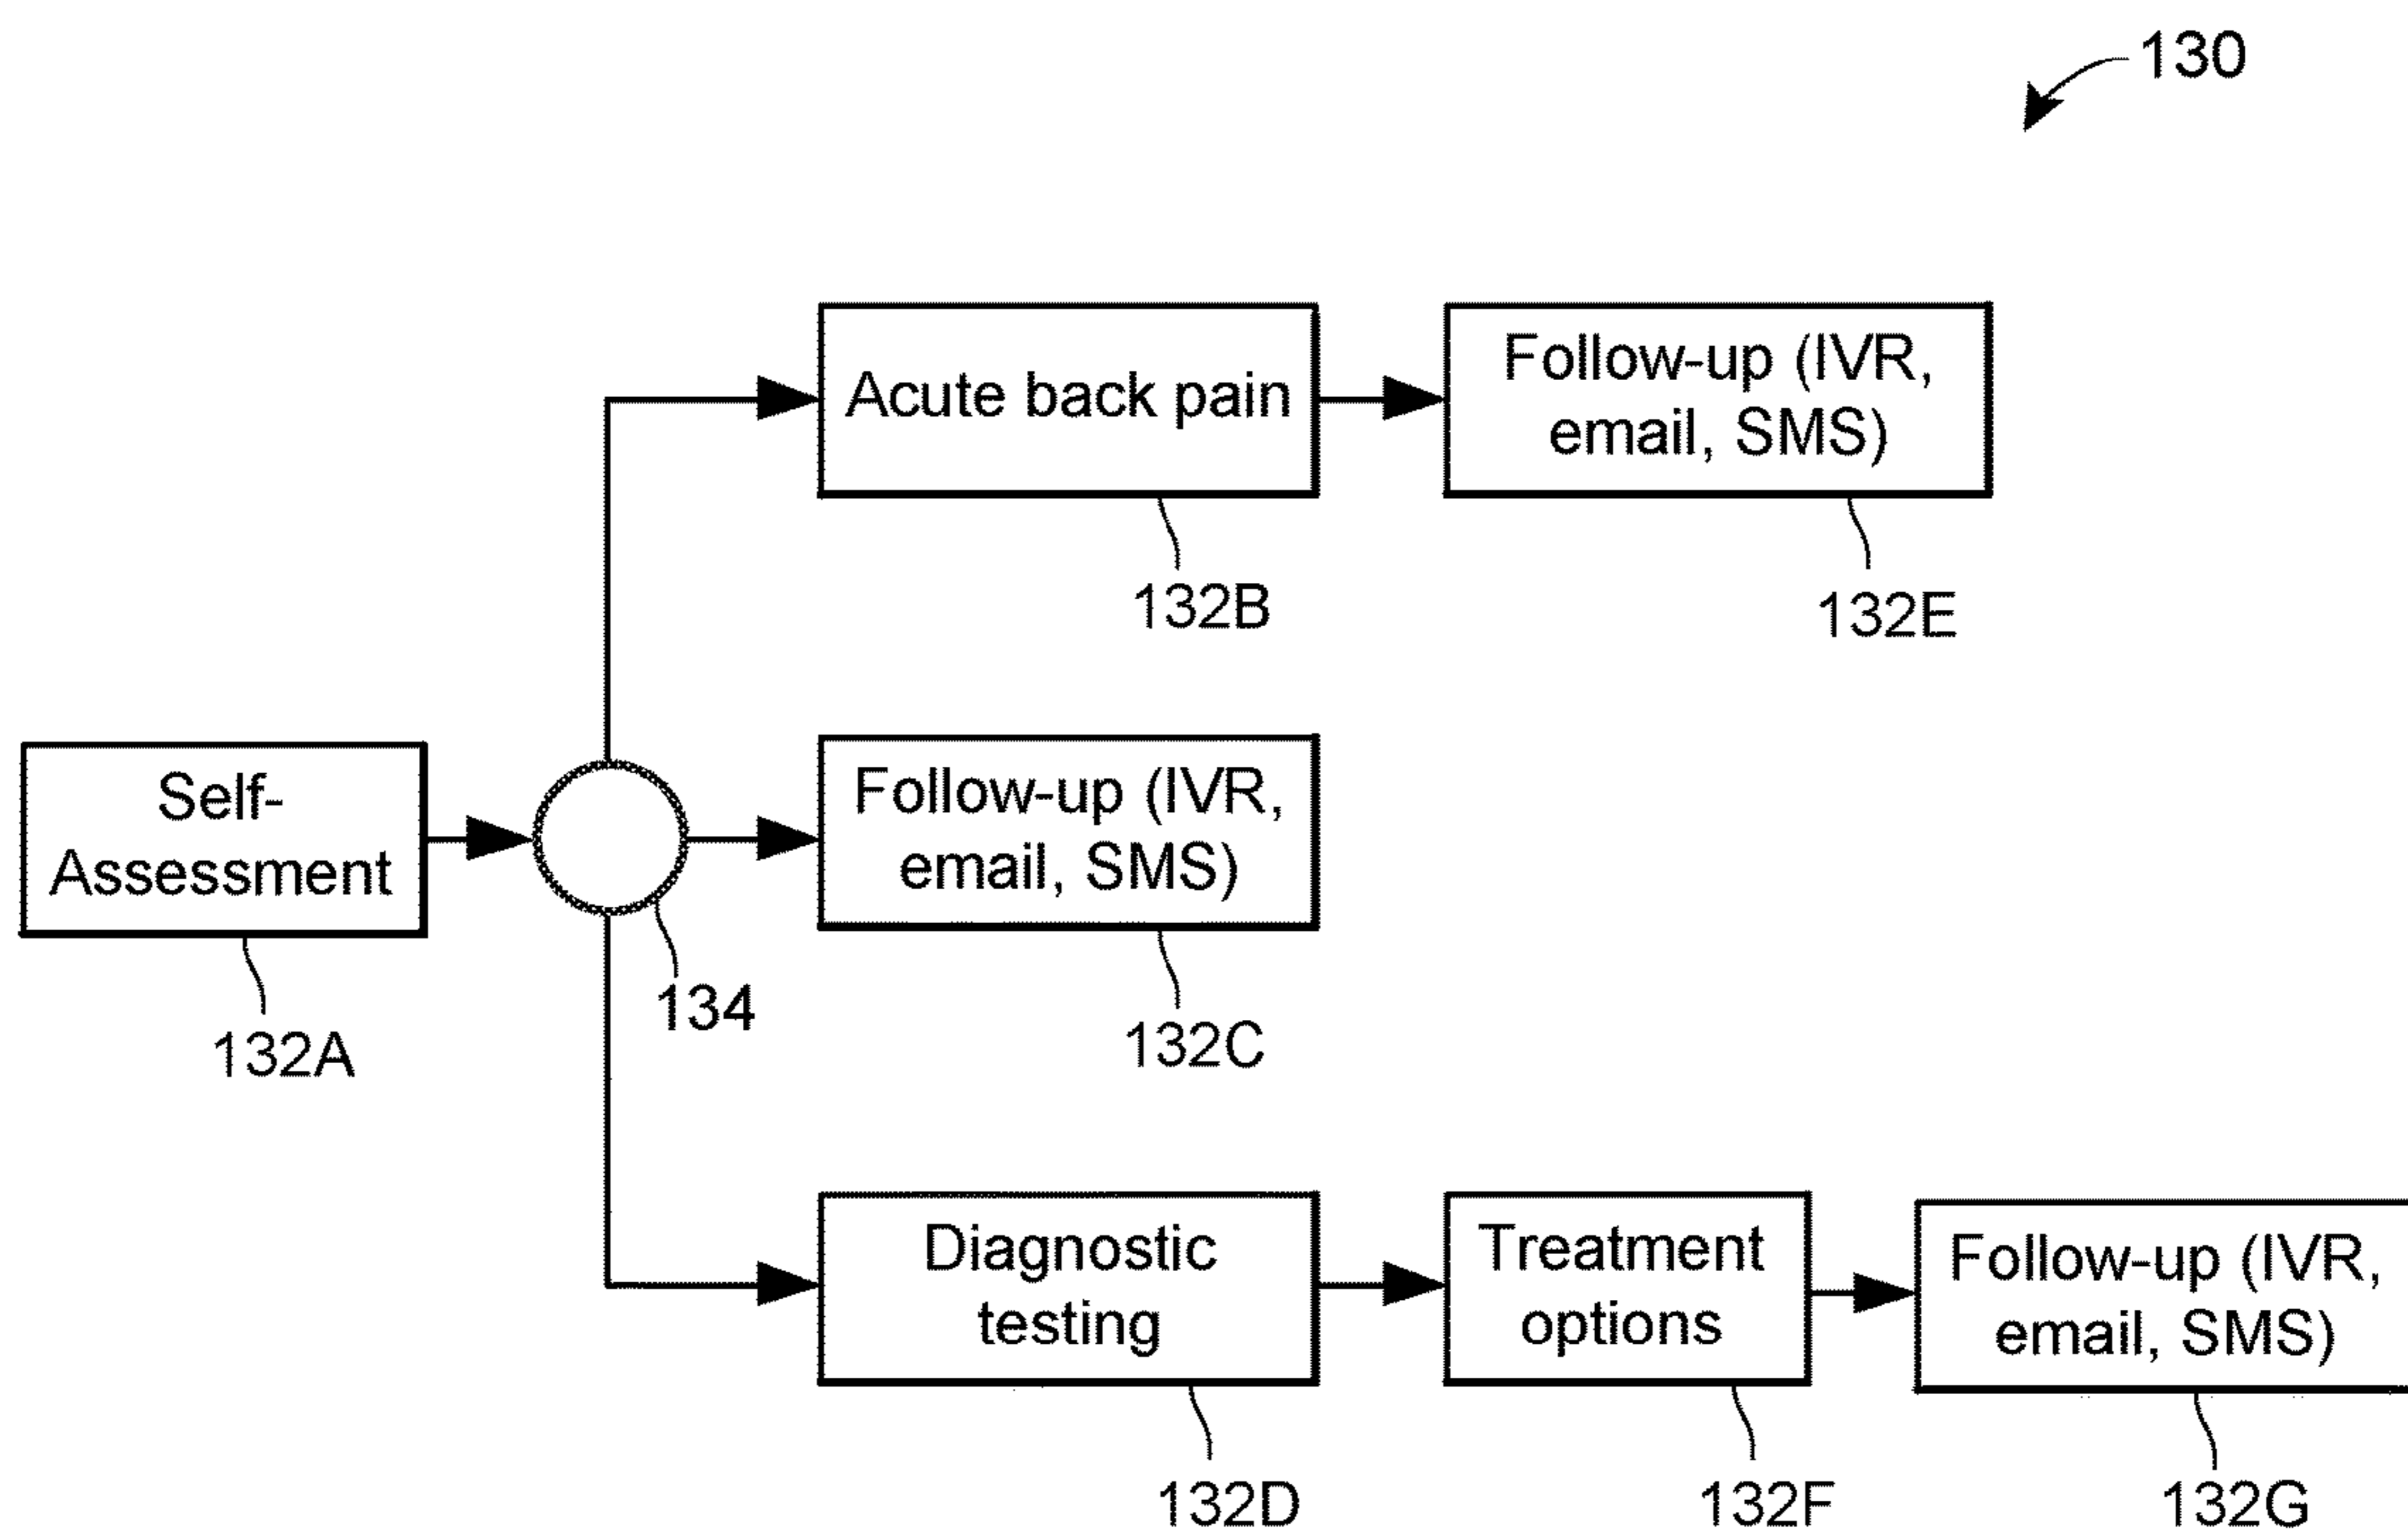 130
Acute back pain
Follow-up (IVR,
email, SMS)
132B
132E
Self-
Assessment
Follow-up (IVR,
email, SMS)
134
132A
132C
Diagnostic
testing
Treatment
options
Follow-up (IVR,
email, SMS)
132D
132F
132G